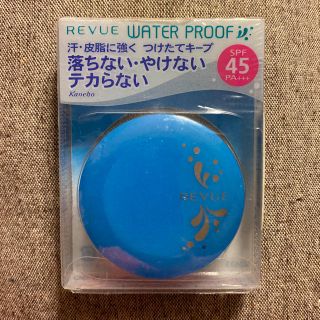 REVUE WATER PROOF
汗・皮脂に強く つけたてキープ
落ちない・やけない
テカらない
Kanebo
SPF
45
PA+++
REVUE